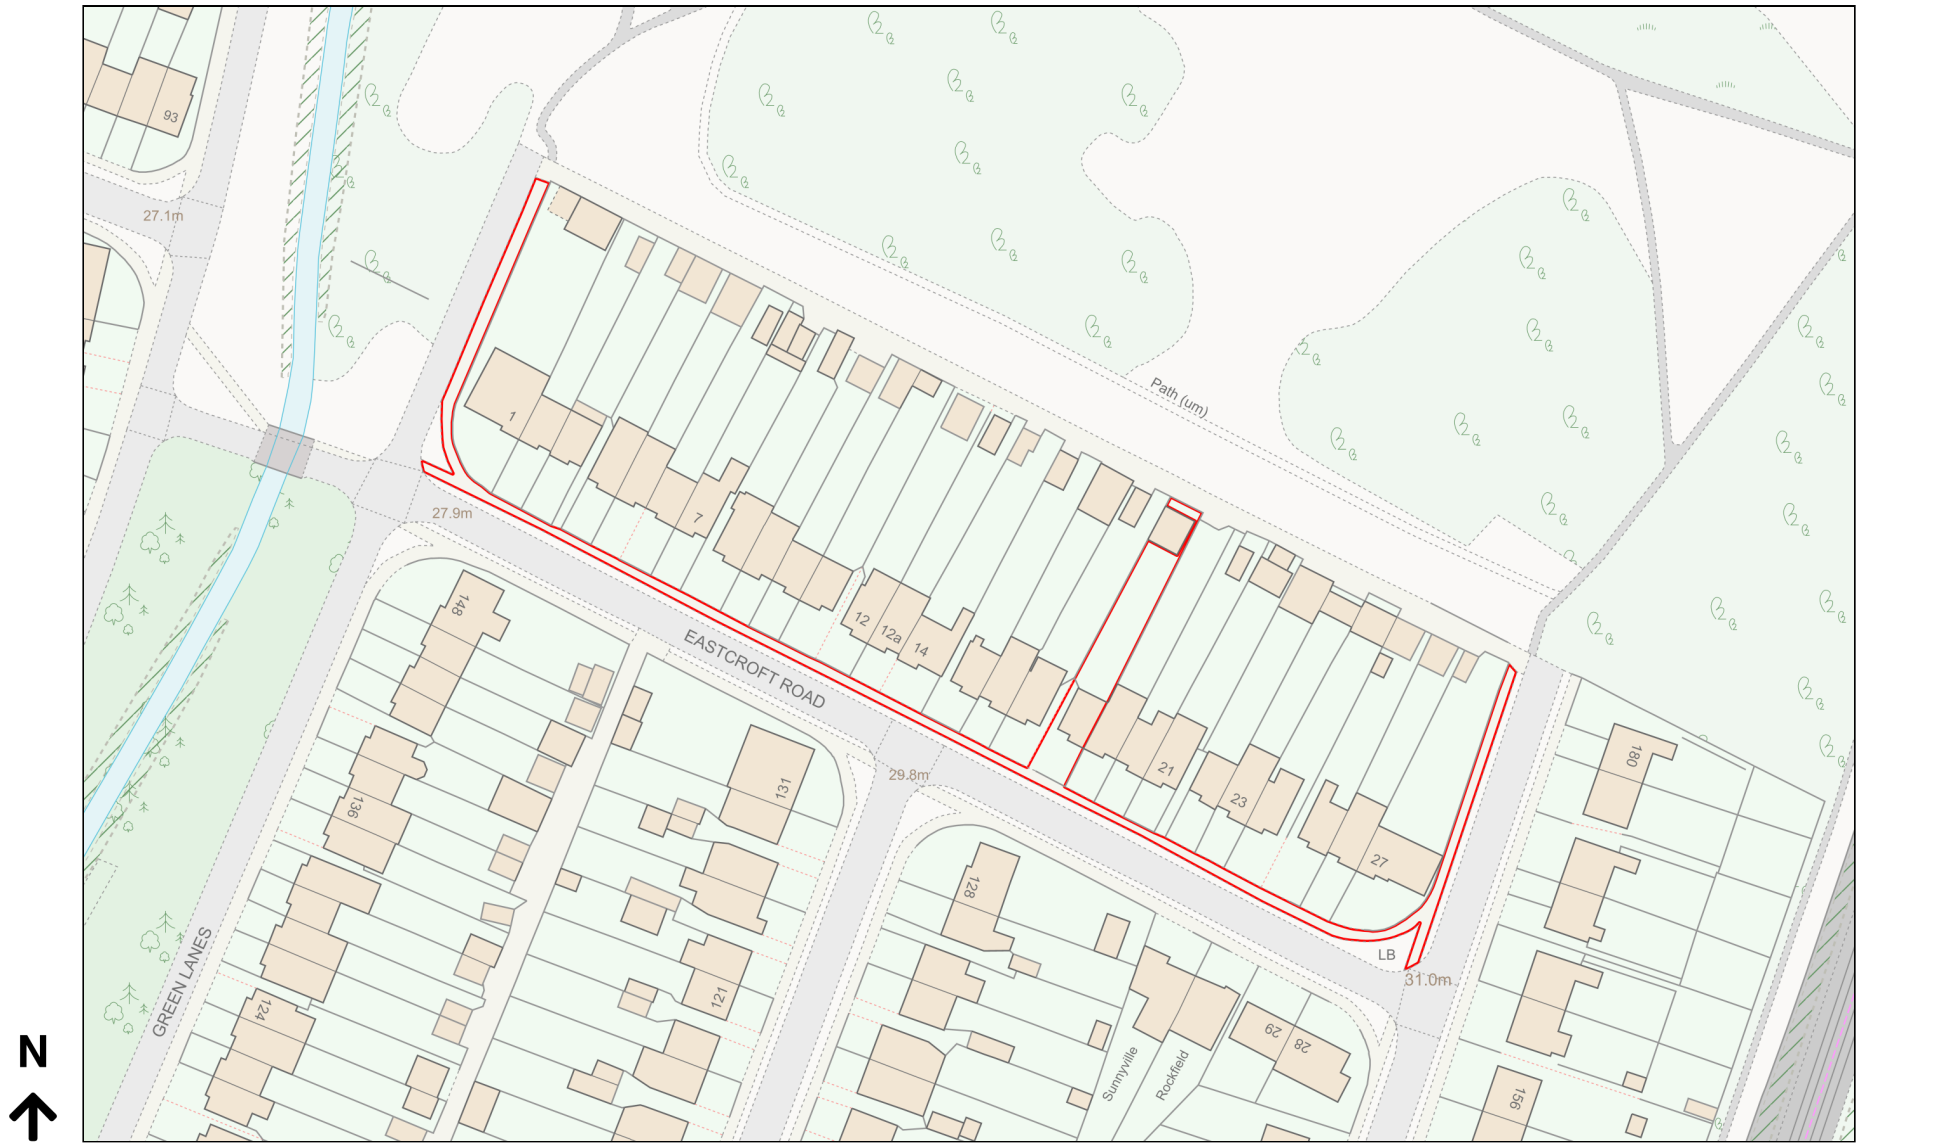 93
27.1m
Path (um)
1
7
27.9m
12
12a
14
148
EASTCROFT ROAD
21
180
29.8m
131
23
136
27
128
GREEN LANES
LB
31.0m
121
124
29
28
Sunnyville
Rockfield
156
N